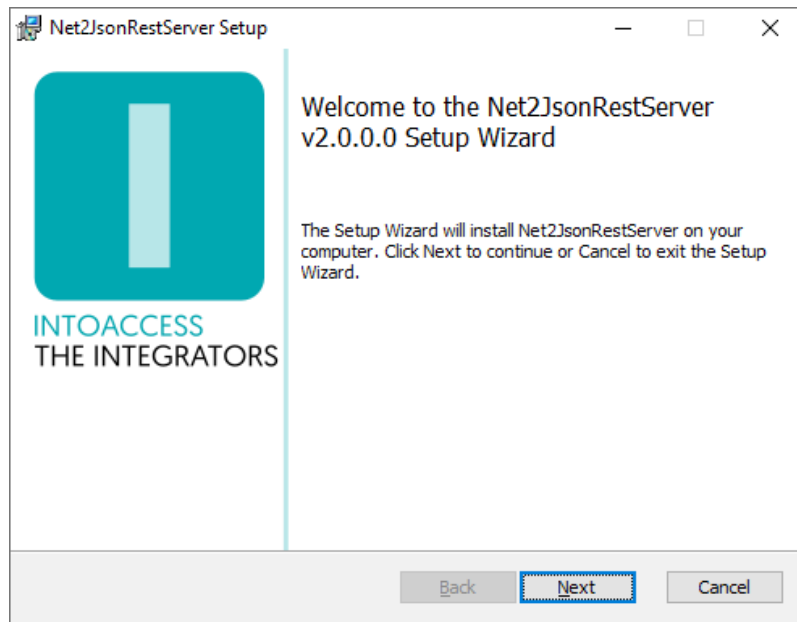 Net2JsonRestServer Setup
Welcome to the Net2JsonRestServer
v2.0.0.0 Setup Wizard
The Setup Wizard will install Net2JsonRestServer on your
computer. Click Next to continue or Cancel to exit the Setup
Wizard.
INTOACCESS
THE INTEGRATORS
Back
Next
Cancel